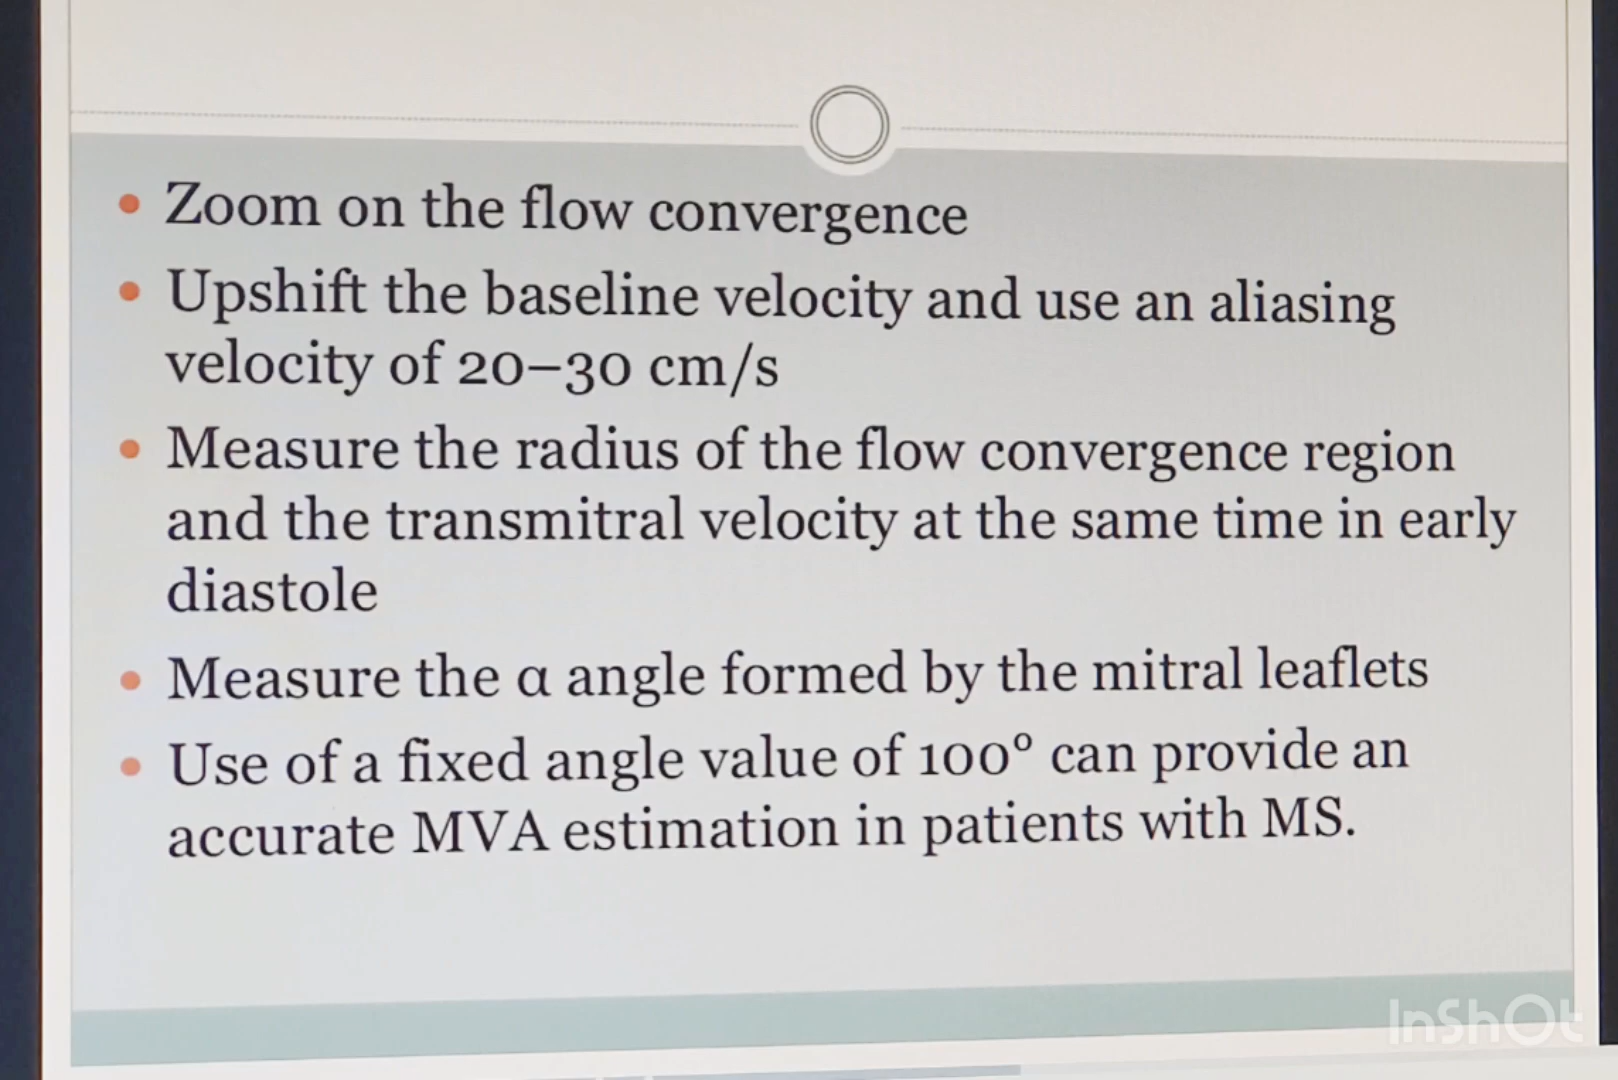 • Zoom on the flow convergence
• Upshift the baseline velocity and use an aliasing
velocity of 20–30 cm/s
• Measure the radius of the flow convergence region
and the transmitral velocity at the same time in early
diastole
• Measure the α angle formed by the mitral leaflets
• Use of a fixed angle value of 100° can provide an
accurate MVA estimation in patients with MS.
InShOt